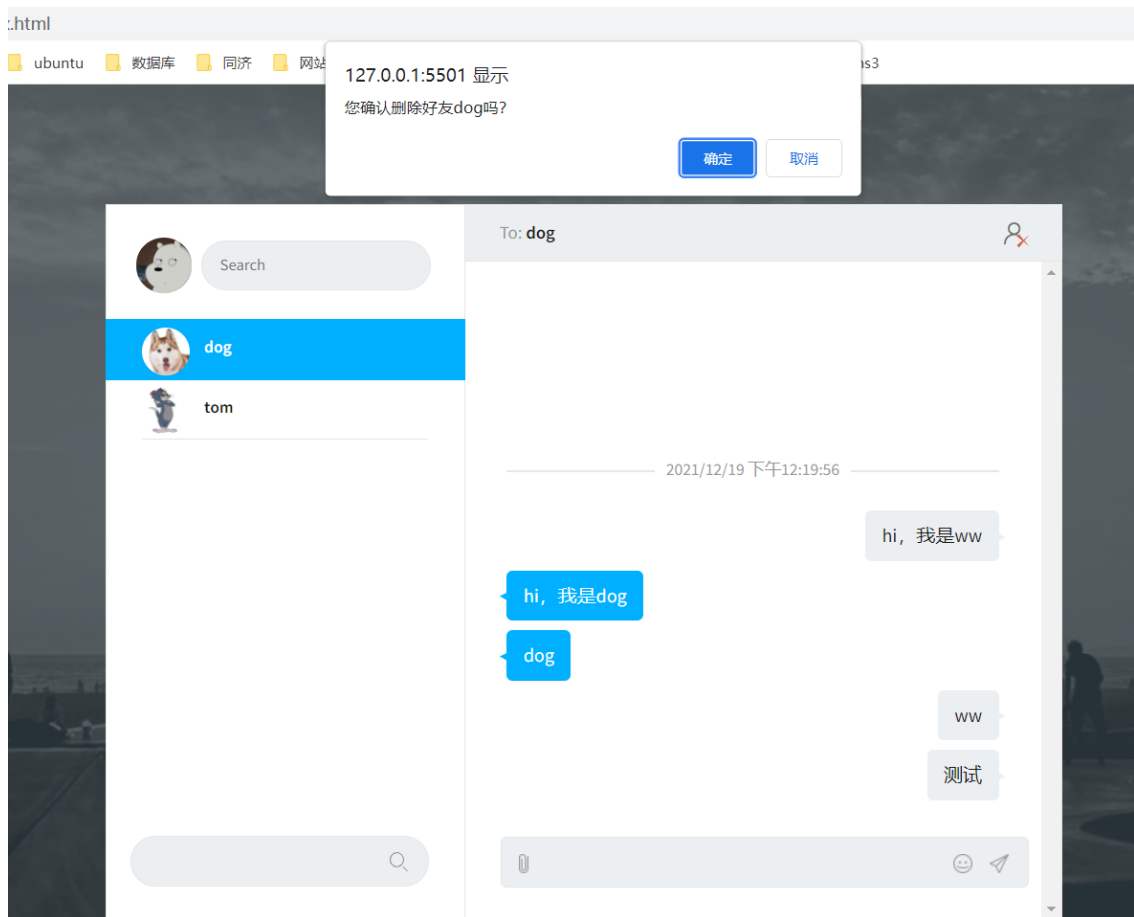 .html
ubuntu 数据库 同济 网站
127.0.0.1:5501 显示
您确认删除好友dog吗?
确定 取消
To: dog
Search
dog
tom
2021/12/19 下午12:19:56
hi，我是ww
hi，我是dog
dog
ww
测试